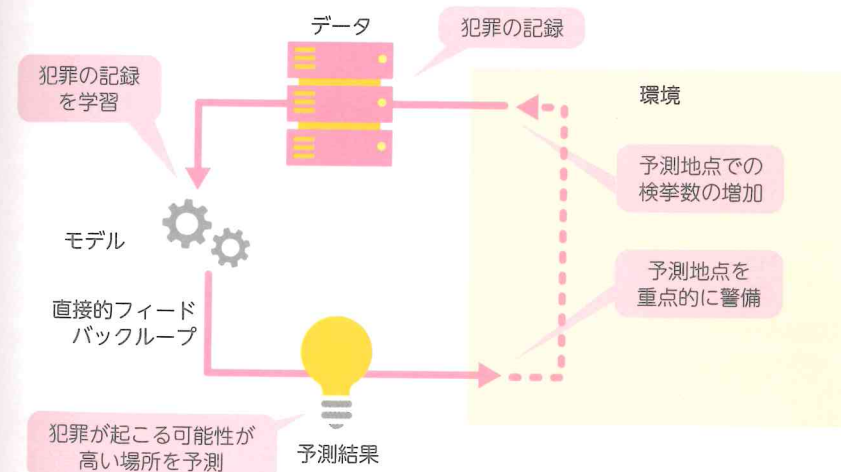 データ
犯罪の記録
犯罪の記録
を学習
環境
予測地点での
検挙数の増加
モデル
予測地点を
重点的に警備
直接的フィード
バックループ
犯罪が起こる可能性が
高い場所を予測
予測結果